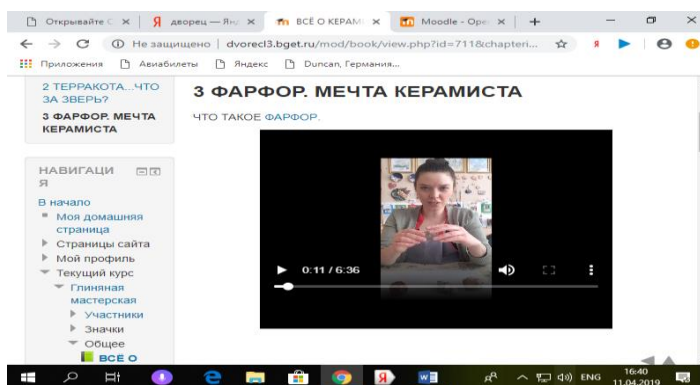 Открывайте С
дворец — Янд
ВСЁ О КЕРАМ
Moodle - Open
Не защищено | dvorecl3.bget.ru/mod/book/view.php?id=711&chapteri...
Приложения Авиабилеты Яндекс Duncan, Германия...
2 ТЕРРАКОТА...ЧТО
ЗА ЗВЕРЬ?
3 ФАРФОР. МЕЧТА
КЕРАМИСТА
3 ФАРФОР. МЕЧТА КЕРАМИСТА
ЧТО ТАКОЕ ФАРФОР.
0:11 / 6:36
НАВИГАЦИ
Я
В начало
Моя домашняя
страница
Страницы сайта
Мой профиль
Текущий курс
Глиняная
мастерская
Участники
Значки
Общее
ВСЁ О
ENG
16:40
11.04.2019